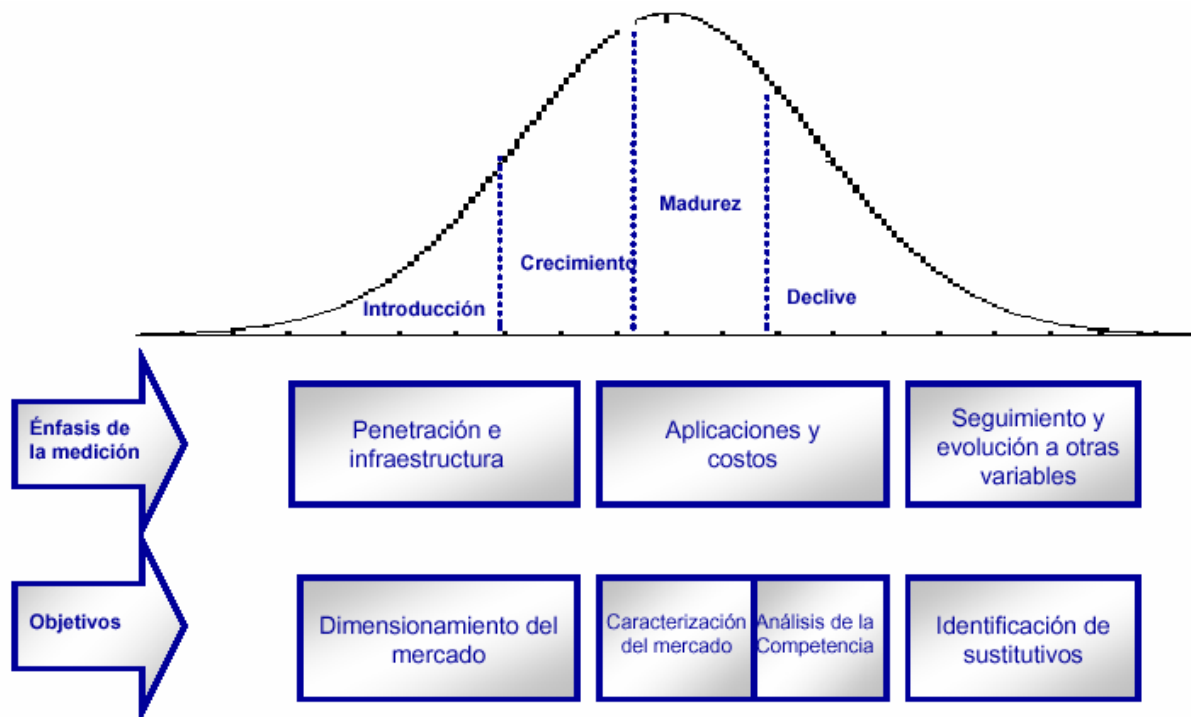 Madurez
Crecimiento
Introducción
Declive
Énfasis de
la medición
Penetración e
infraestructura
Aplicaciones y
costos
Seguimiento y
evolución a otras
variables
Objetivos
Dimensionamiento del
mercado
Caracterización
del mercado
Análisis de la
Competencia
Identificación de
sustitutivos